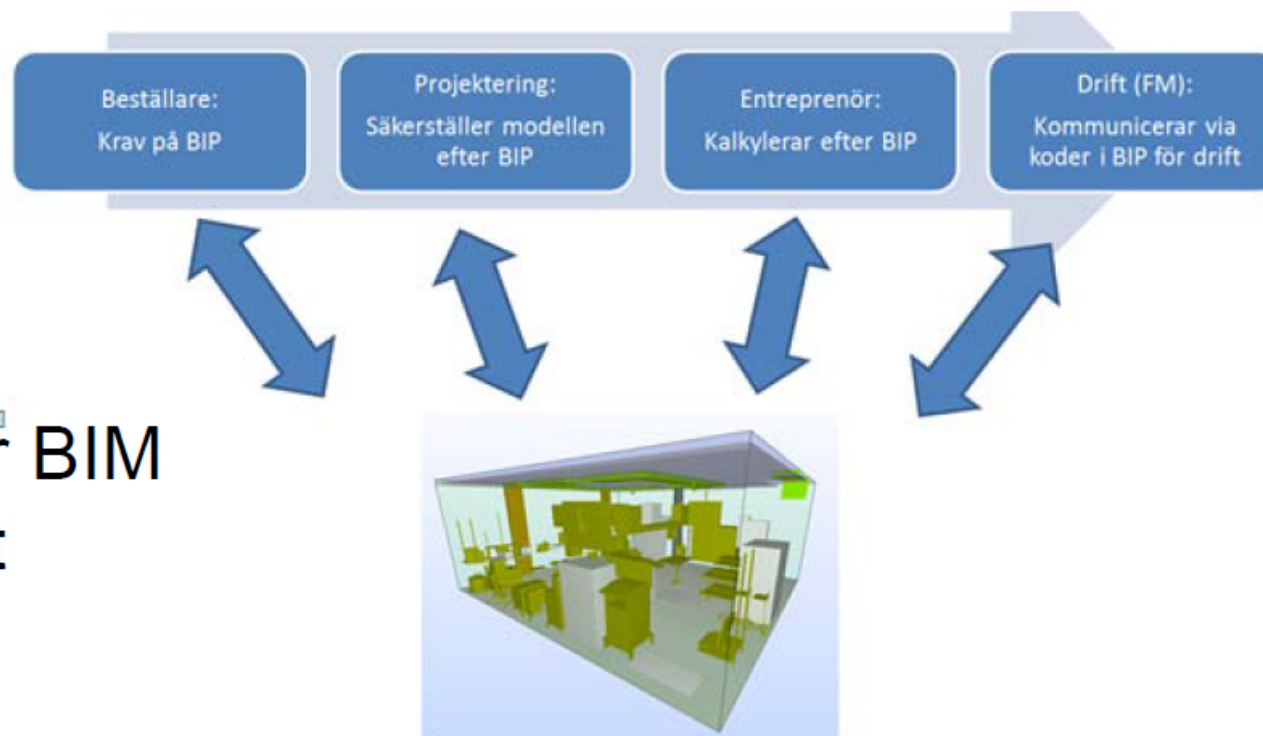 Beställare:
Krav på BIP
Projektering:
Säkerställer modellen
efter BIP
Entreprenör:
Kalkylerar efter BIP
Drift (FM):
Kommunicerar via
koder i BIP för drift
BIM